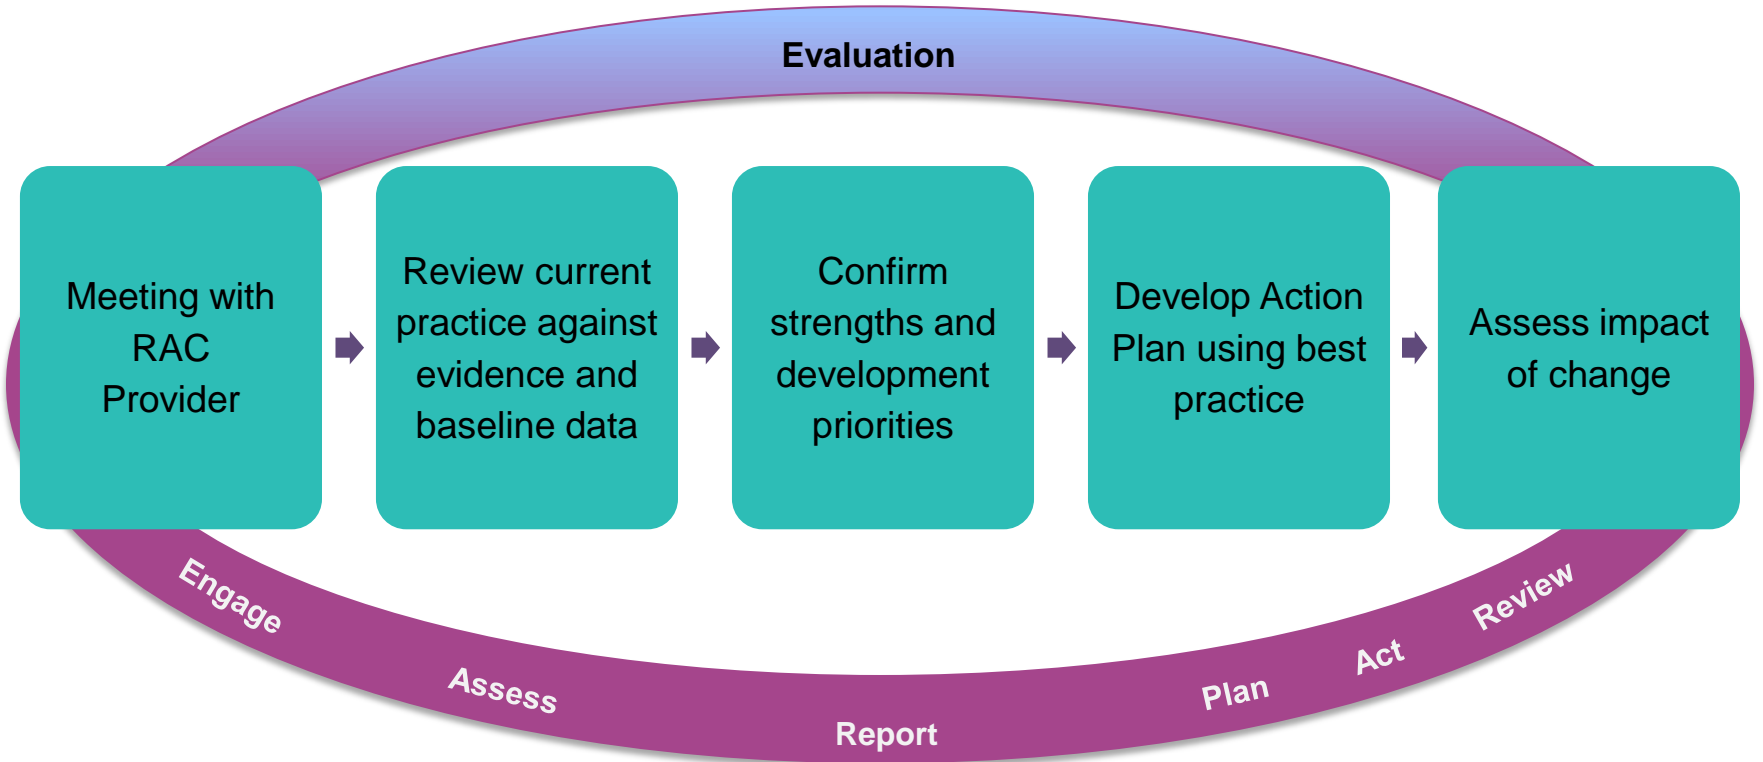 Evaluation
Meeting with
RAC
Provider
Review current
practice against
evidence and
baseline data
Confirm
strengths and
development
priorities
Develop Action
Plan using best
practice
Assess impact
of change
Engage
Assess
Report
Plan
Act
Review